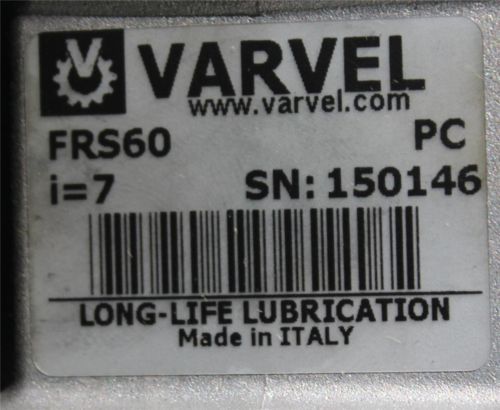 VARVEL
www.varvel.com
FRS60 PC
i=7 SN: 150146
LONG-LIFE LUBRICATION
Made in ITALY